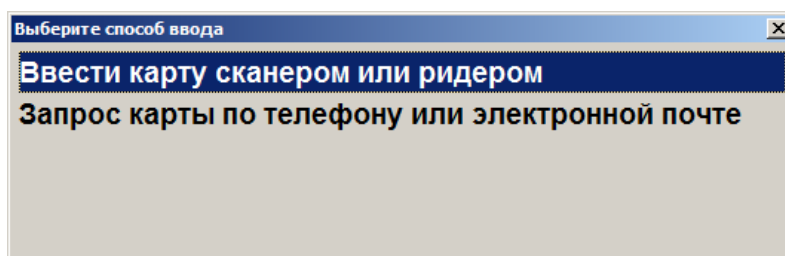 Выберите способ ввода
Ввести карту сканером или ридером
Запрос карты по телефону или электронной почте